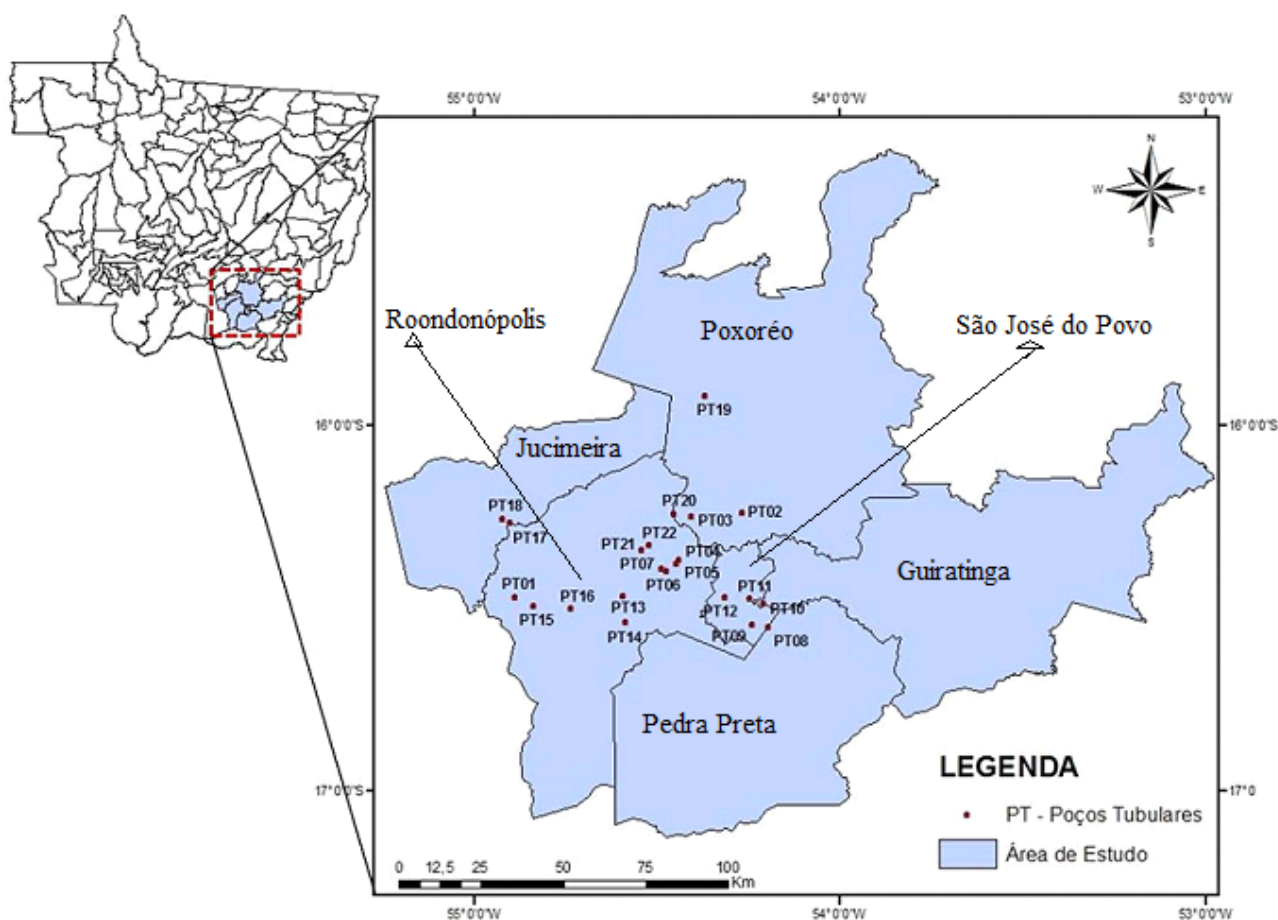 55°0'0"W
54°0'0"W
53°0'0"W
N
W
E
S
Roondonópolis
Poxoréo
São José do Povo
PT19
16°0'0"S
16°0'0"S
Jucimeira
PT18
PT17
PT20
PT03
PT02
PT22
PT21
PT07
PT04
PT05
PT06
Guiratinga
PT01
PT16
PT15
PT13
PT14
PT11
PT12
PT10
PT09
PT08
Pedra Preta
LEGENDA
17°0'0"S
17°0
PT - Poços Tubulares
Área de Estudo
0 12,5 25 50 75 100
Km
55°0'0"W
54°0'0"W
53°0'0"W